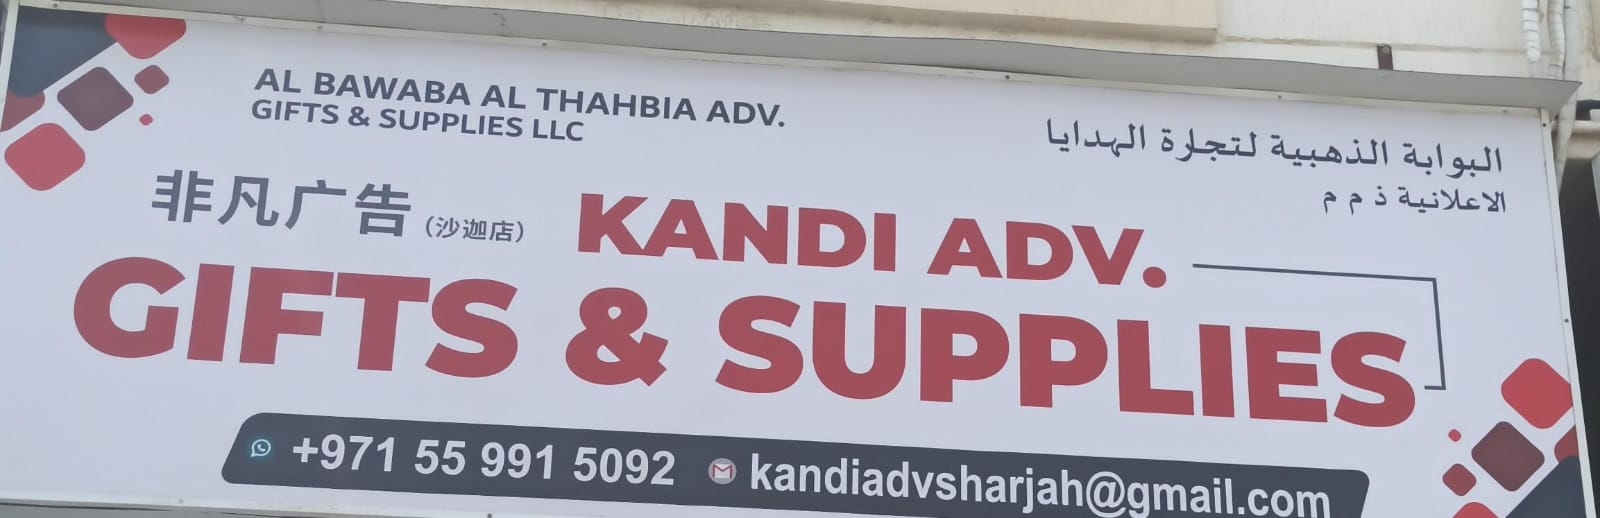 AL BAWABA AL THAHBIA ADV.
GIFTS & SUPPLIES LLC
البوابة الذهبية لتجارة الهدايا
الاعلانية ذ م م
非凡广告（沙迦店）
KANDI ADV.
GIFTS & SUPPLIES
+971 55 991 5092 kandiadvsharjah@gmail.com